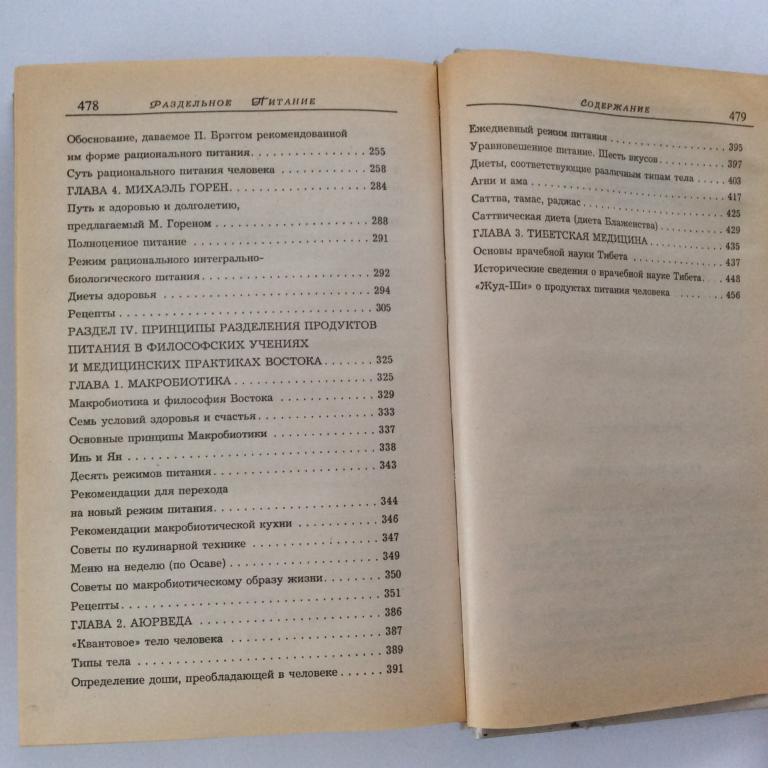 478 РАЗДЕЛЬНОЕ ПИТАНИЕ
Обоснование, даваемое П. Брэггом рекомендованной
им форме рационального питания. . . . . . . . . . . . . . . . . 255
Суть рационального питания человека . . . . . . . . . . . . . 258
ГЛАВА 4. МИХАЭЛЬ ГОРЕН. . . . . . . . . . . . . . . . . . . . 284
Путь к здоровью и долголетию,
предлагаемый М. Гореном . . . . . . . . . . . . . . . . . . . . . 288
Полноценное питание . . . . . . . . . . . . . . . . . . . . . . . . 291
Режим рационального интегрально-
биологического питания . . . . . . . . . . . . . . . . . . . . . . . 292
Диеты здоровья . . . . . . . . . . . . . . . . . . . . . . . . . . . . 294
Рецепты . . . . . . . . . . . . . . . . . . . . . . . . . . . . . . . . . 305
РАЗДЕЛ IV. ПРИНЦИПЫ РАЗДЕЛЕНИЯ ПРОДУКТОВ
ПИТАНИЯ В ФИЛОСОФСКИХ УЧЕНИЯХ
И МЕДИЦИНСКИХ ПРАКТИКАХ ВОСТОКА . . . . . . . 325
ГЛАВА 1. МАКРОБИОТИКА . . . . . . . . . . . . . . . . . . . . 325
Макробиотика и философия Востока . . . . . . . . . . . . . . 329
Семь условий здоровья и счастья . . . . . . . . . . . . . . . . . 333
Основные принципы Макробиотики . . . . . . . . . . . . . . . 337
Инь и Ян . . . . . . . . . . . . . . . . . . . . . . . . . . . . . . . . 338
Десять режимов питания . . . . . . . . . . . . . . . . . . . . . . 343
Рекомендации для перехода
на новый режим питания. . . . . . . . . . . . . . . . . . . . . . . 344
Рекомендации макробиотической кухни . . . . . . . . . . . . 346
Советы по кулинарной технике . . . . . . . . . . . . . . . . . . 347
Меню на неделю (по Осаве) . . . . . . . . . . . . . . . . . . . . 349
Советы по макробиотическому образу жизни. . . . . . . . . 350
Рецепты . . . . . . . . . . . . . . . . . . . . . . . . . . . . . . . . . 351
ГЛАВА 2. АЮРВЕДА . . . . . . . . . . . . . . . . . . . . . . . . 386
«Квантовое» тело человека . . . . . . . . . . . . . . . . . . . . 387
Типы тела . . . . . . . . . . . . . . . . . . . . . . . . . . . . . . . 389
Определение доши, преобладающей в человеке . . . . . . 391
СОДЕРЖАНИЕ 479
Ежедневный режим питания . . . . . . . . . . . . . . . . . . . 395
Уравновешенное питание. Шесть вкусов . . . . . . . . . . . 397
Диеты, соответствующие различным типам тела . . . . . 403
Агни и ама . . . . . . . . . . . . . . . . . . . . . . . . . . . . . . . 417
Саттва, тамас, раджас . . . . . . . . . . . . . . . . . . . . . . . 425
Саттвическая диета (диета Блаженства) . . . . . . . . . . . 429
ГЛАВА 3. ТИБЕТСКАЯ МЕДИЦИНА . . . . . . . . . . . . . 435
Основы врачебной науки Тибета . . . . . . . . . . . . . . . . 437
Исторические сведения о врачебной науке Тибета . . . . 448
«Жуд-Ши» о продуктах питания человека . . . . . . . . . 456